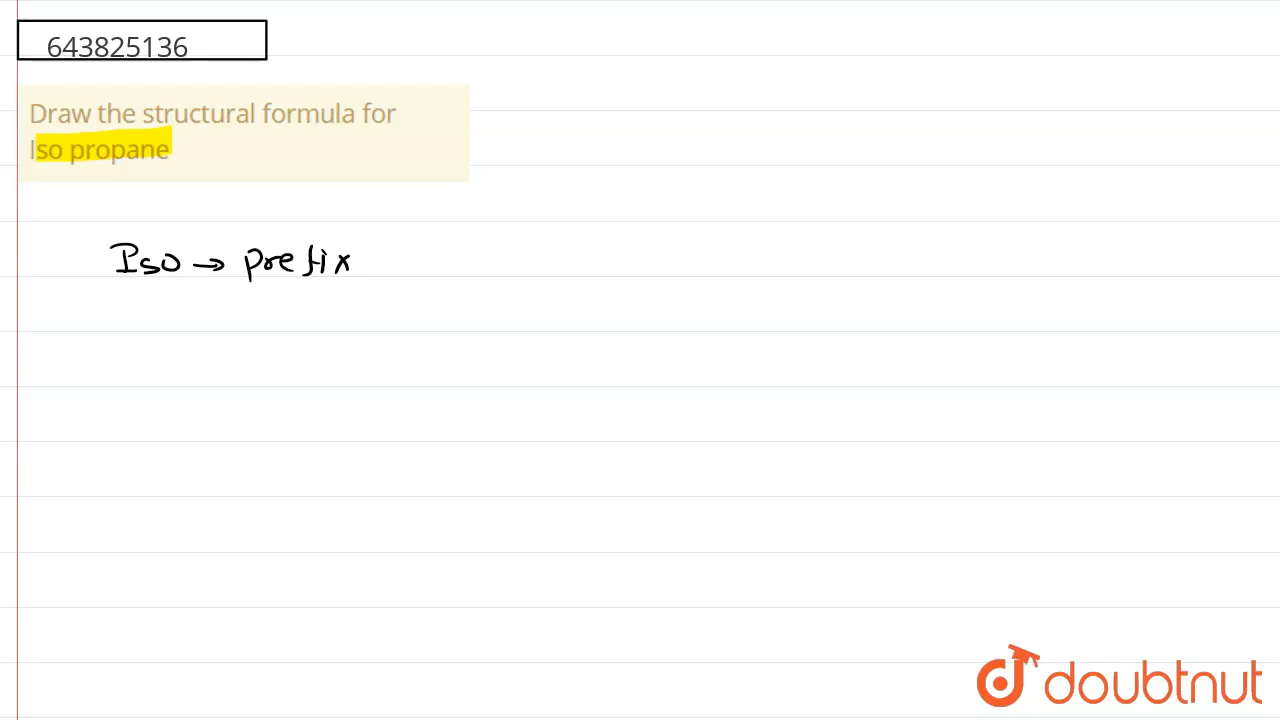 643825136
Draw the structural formula for
Iso propane
Iso → prefix
doubtnut